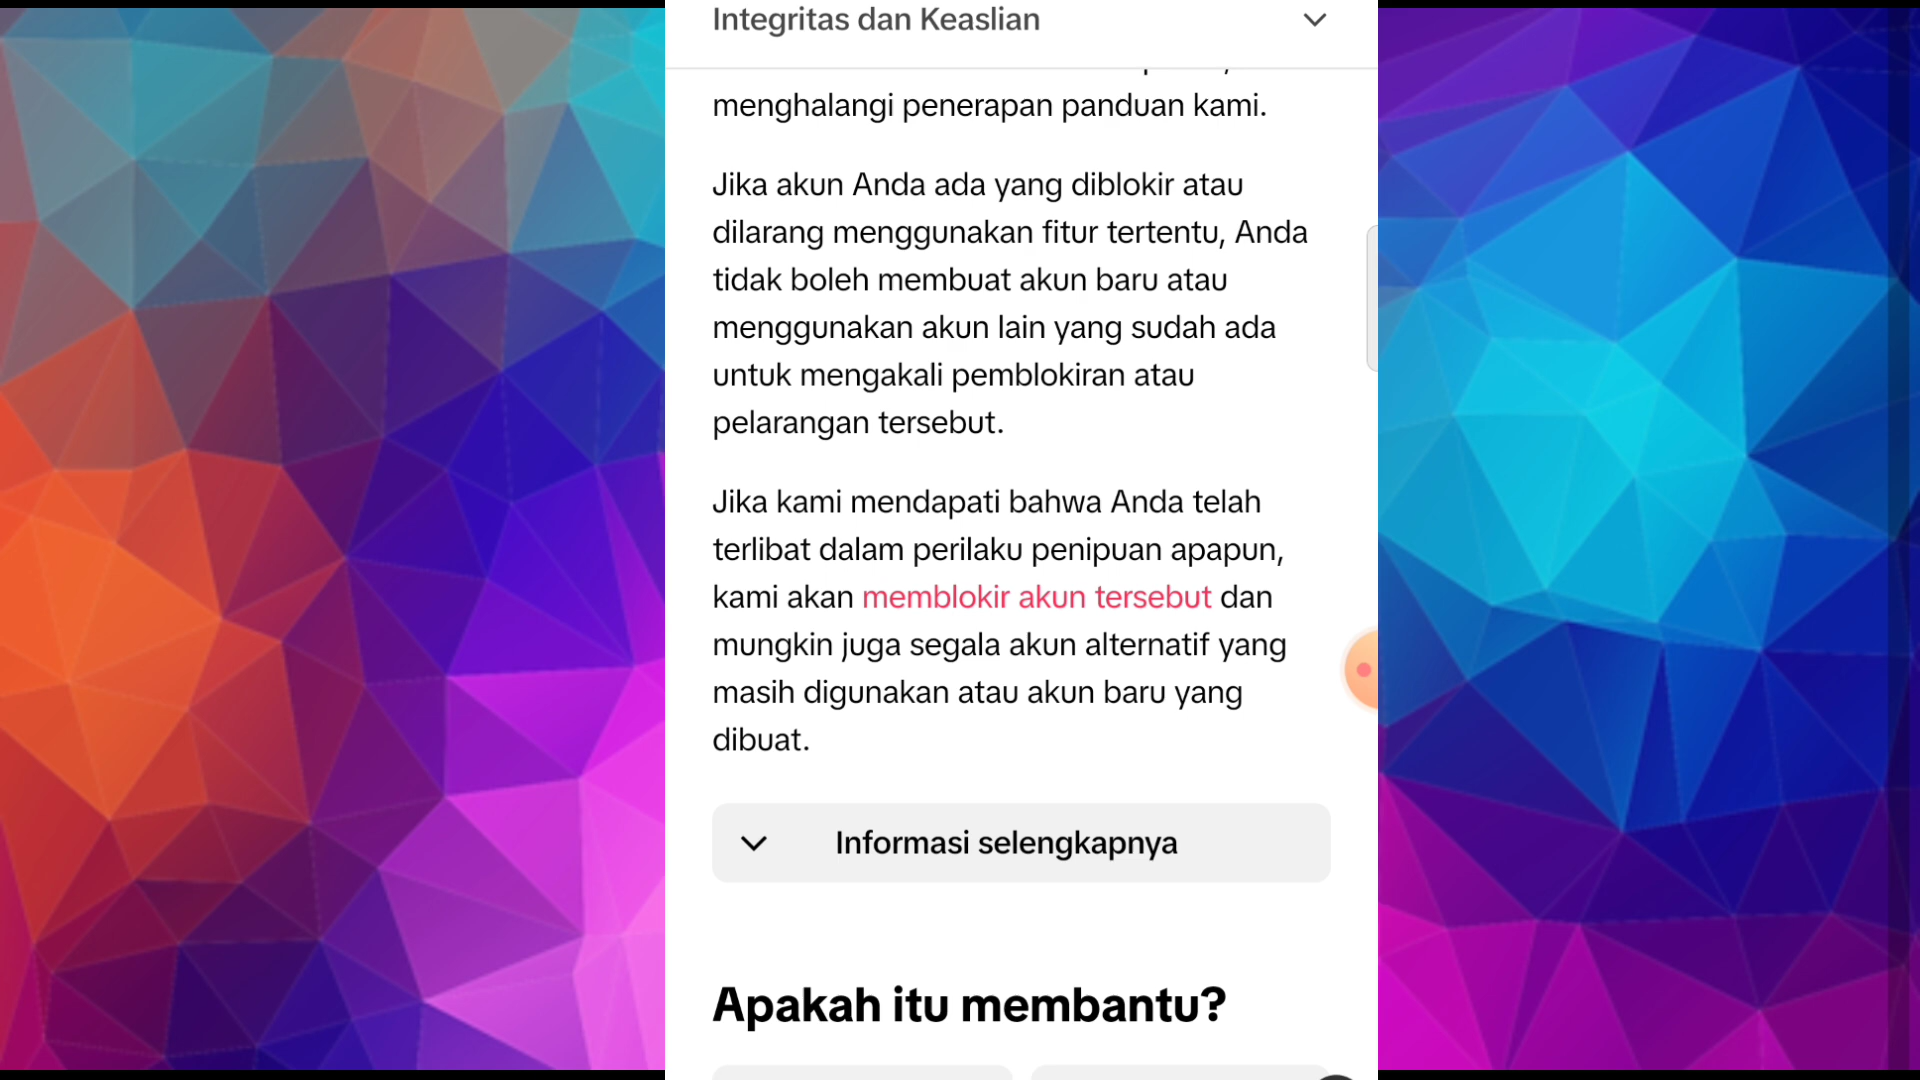 Integritas dan Keaslian
menghalangi penerapan panduan kami.
Jika akun Anda ada yang diblokir atau
dilarang menggunakan fitur tertentu, Anda
tidak boleh membuat akun baru atau
menggunakan akun lain yang sudah ada
untuk mengakali pemblokiran atau
pelarangan tersebut.
Jika kami mendapati bahwa Anda telah
terlibat dalam perilaku penipuan apapun,
kami akan memblokir akun tersebut dan
mungkin juga segala akun alternatif yang
masih digunakan atau akun baru yang
dibuat.
Informasi selengkapnya
Apakah itu membantu?